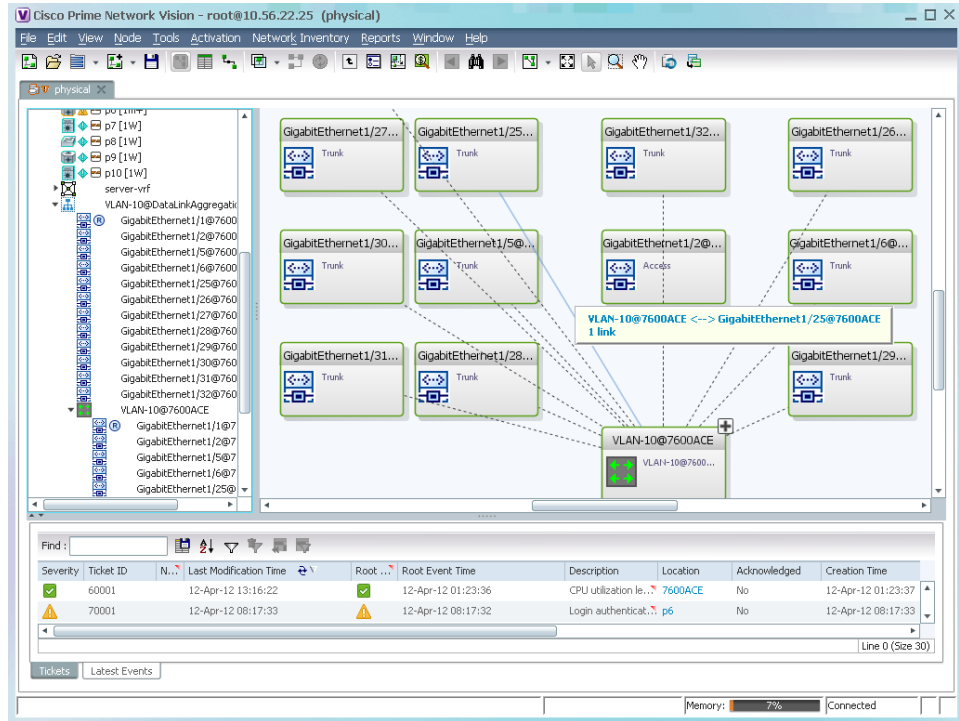 Cisco Prime Network Vision - root@10.56.22.25 (physical)
File Edit View Node Tools Activation Network Inventory Reports Window Help
physical
p7 [1W]
p8 [1W]
p9 [1W]
p10 [1W]
server-vrf
VLAN-10@DataLinkAggregatic
GigabitEthernet1/1@7600
GigabitEthernet1/2@7600
GigabitEthernet1/5@7600
GigabitEthernet1/6@7600
GigabitEthernet1/25@760
GigabitEthernet1/26@760
GigabitEthernet1/27@760
GigabitEthernet1/28@760
GigabitEthernet1/29@760
GigabitEthernet1/30@760
GigabitEthernet1/31@760
GigabitEthernet1/32@760
VLAN-10@7600ACE
GigabitEthernet1/1@7
GigabitEthernet1/2@7
GigabitEthernet1/5@7
GigabitEthernet1/6@7
GigabitEthernet1/25@
GigabitEthernet1/27... GigabitEthernet1/25... GigabitEthernet1/32... GigabitEthernet1/26...
Trunk Trunk Trunk Trunk
GigabitEthernet1/30... GigabitEthernet1/5@... GigabitEthernet1/2@... GigabitEthernet1/6@...
Trunk Trunk Access Trunk
VLAN-10@7600ACE <--> GigabitEthernet1/25@7600ACE
1 link
GigabitEthernet1/31... GigabitEthernet1/28... GigabitEthernet1/29...
Trunk Trunk Trunk
VLAN-10@7600ACE
VLAN-10@7600...
Find :
Severity Ticket ID N... Last Modification Time Root ... Root Event Time Description Location Acknowledged Creation Time
60001 12-Apr-12 13:16:22 12-Apr-12 01:23:36 CPU utilization le... 7600ACE No 12-Apr-12 01:23:37
70001 12-Apr-12 08:17:33 12-Apr-12 08:17:32 Login authenticat... p6 No 12-Apr-12 08:17:33
Line 0 (Size 30)
Tickets Latest Events
Memory: 7% Connected